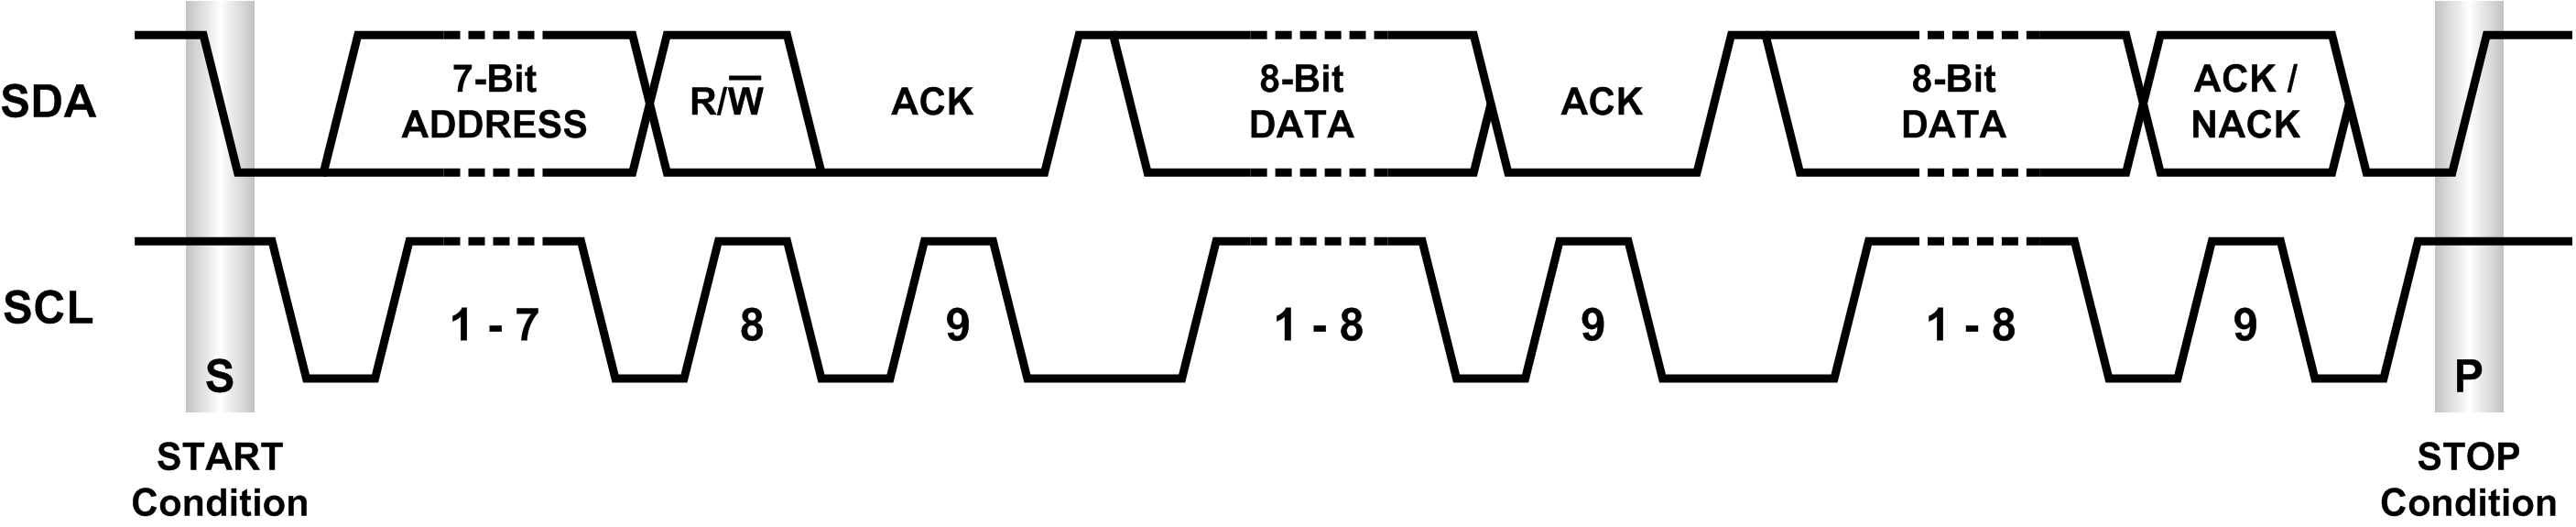 SDA
7-Bit
ADDRESS
R/W̅
ACK
8-Bit
DATA
ACK
8-Bit
DATA
ACK /
NACK
SCL
1 - 7
8
9
1 - 8
9
1 - 8
9
S
P
START
Condition
STOP
Condition